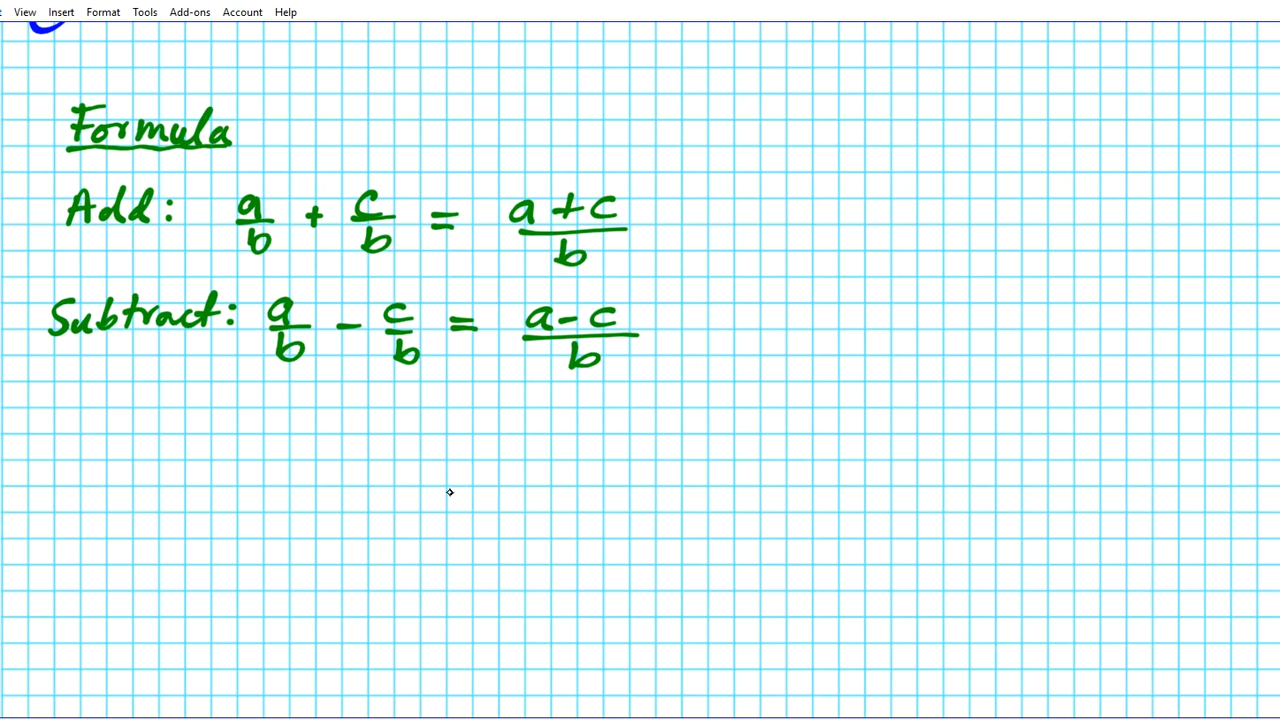 View Insert Format Tools Add-ons Account Help
Formula
Add: a/b + c/b = a+c/b
Subtract: a/b - c/b = a-c/b